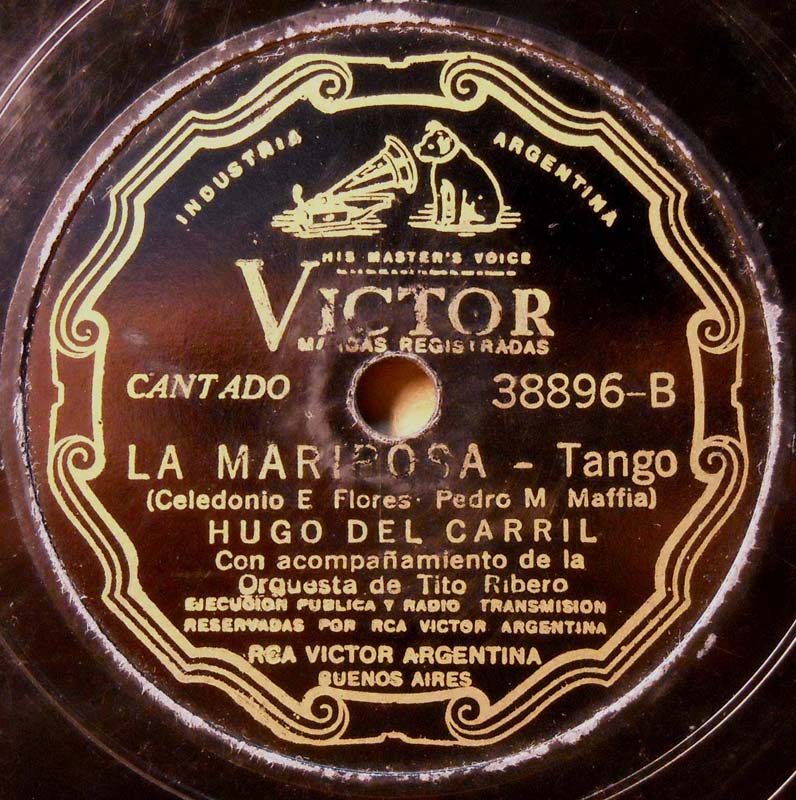 INDUSTRIA ARGENTINA
HIS MASTER'S VOICE
VICTOR
MARCAS REGISTRADAS
CANTADO 38896-B
LA MARIPOSA - Tango
(Celedonio E Flores· Pedro M Maffia)
HUGO DEL CARRIL
Con acompañamiento de la
Orquesta de Tito Ribero
EJECUCION PUBLICA Y RADIO TRANSMISION
RESERVADAS POR RCA VICTOR ARGENTINA
RCA VICTOR ARGENTINA
BUENOS AIRES